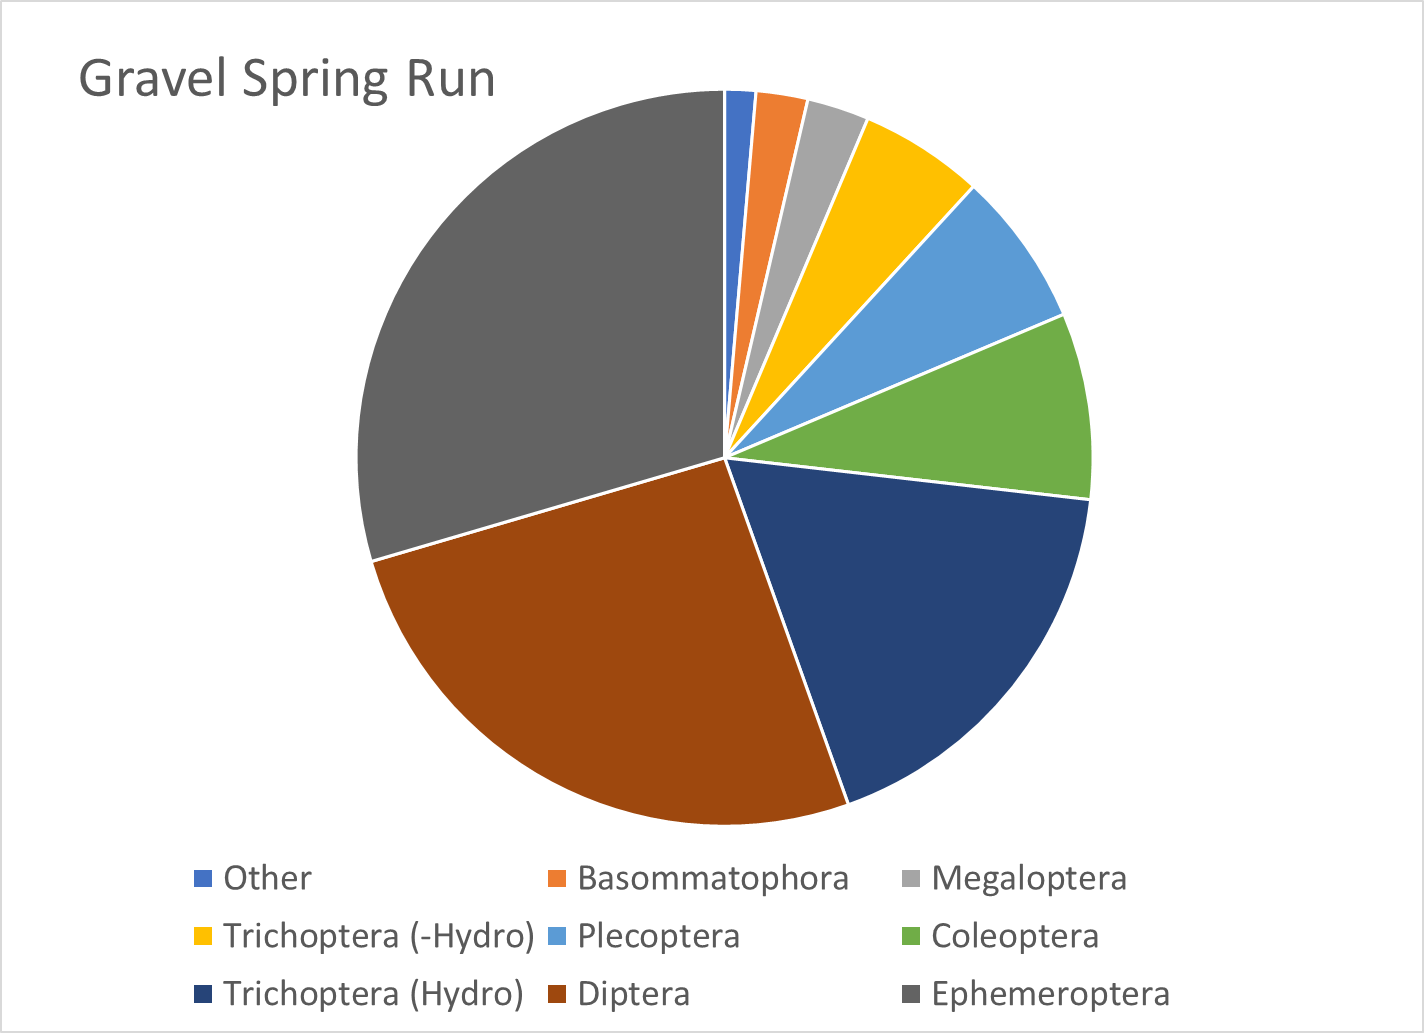 Gravel Spring Run
Other Basommatophora Megaloptera
Trichoptera (-Hydro) Plecoptera Coleoptera
Trichoptera (Hydro) Diptera Ephemeroptera